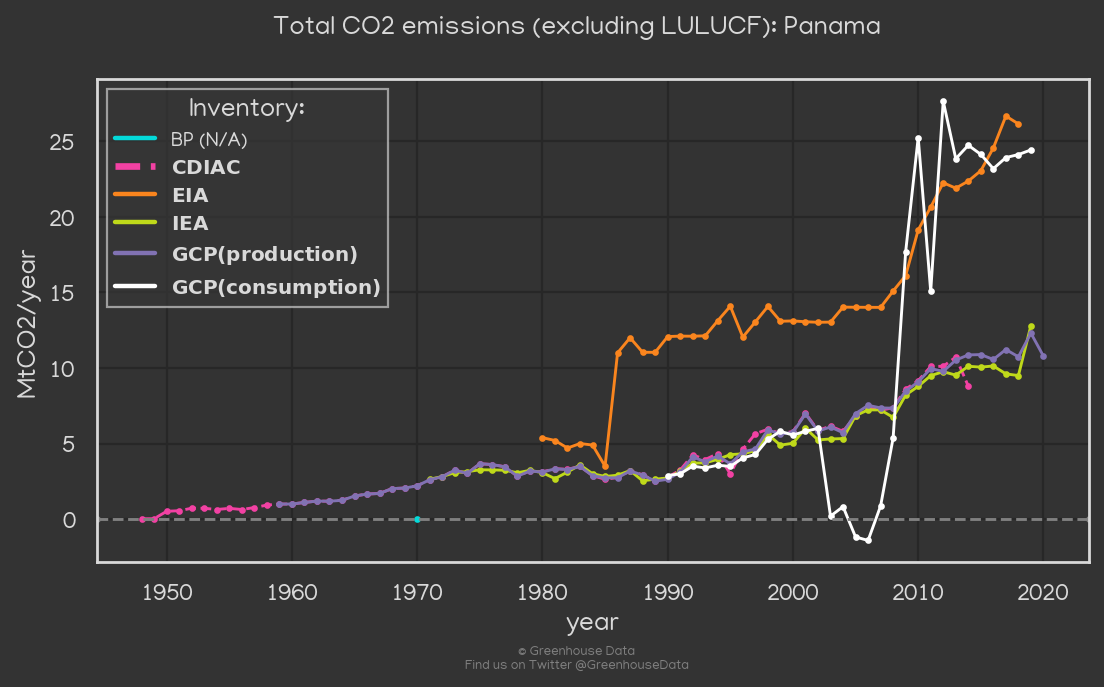 Total CO2 emissions (excluding LULUCF): Panama
Inventory:
BP (N/A)
CDIAC
EIA
IEA
GCP(production)
GCP(consumption)
MtCO2/year
25
20
15
10
5
0
1950 1960 1970 1980 1990 2000 2010 2020
year
© Greenhouse Data
Find us on Twitter @GreenhouseData